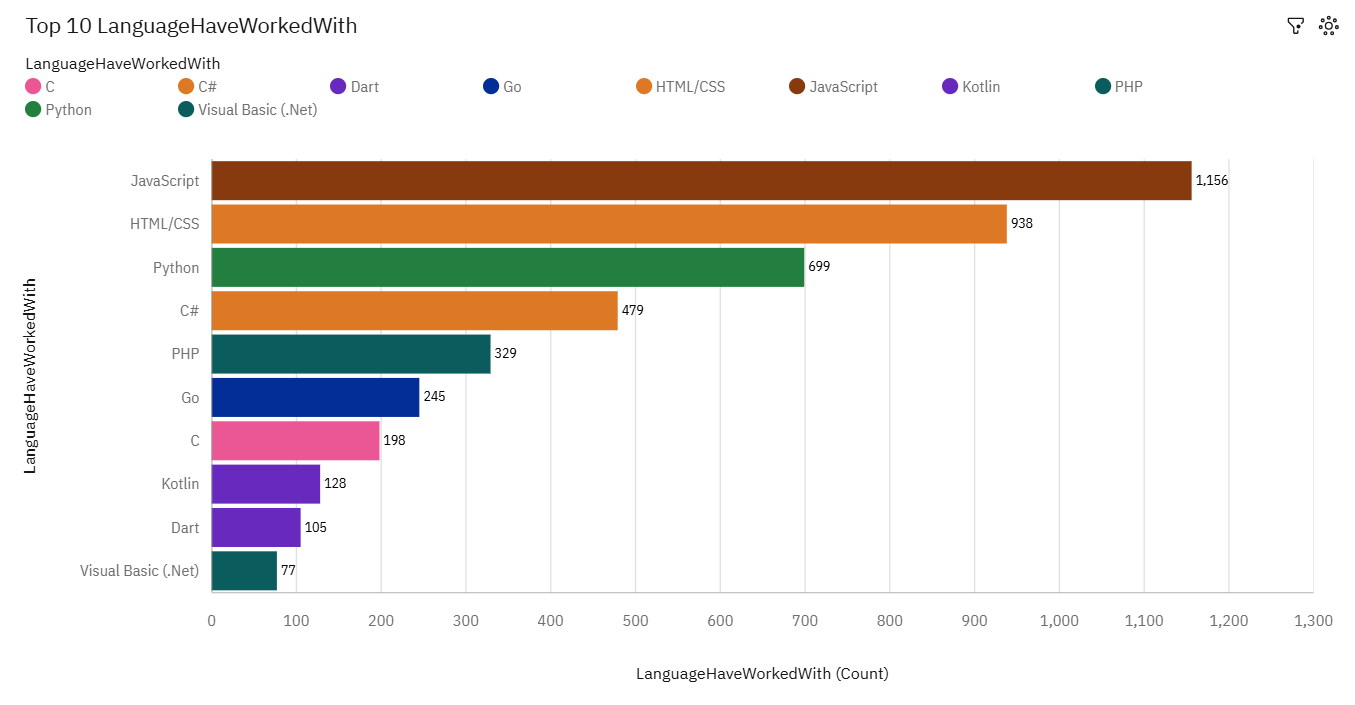 Top 10 LanguageHaveWorkedWith
LanguageHaveWorkedWith
C C# Dart Go HTML/CSS JavaScript Kotlin PHP
Python Visual Basic (.Net)
LanguageHaveWorkedWith
JavaScript 1,156
HTML/CSS 938
Python 699
C# 479
PHP 329
Go 245
C 198
Kotlin 128
Dart 105
Visual Basic (.Net) 77
0 100 200 300 400 500 600 700 800 900 1,000 1,100 1,200 1,300
LanguageHaveWorkedWith (Count)